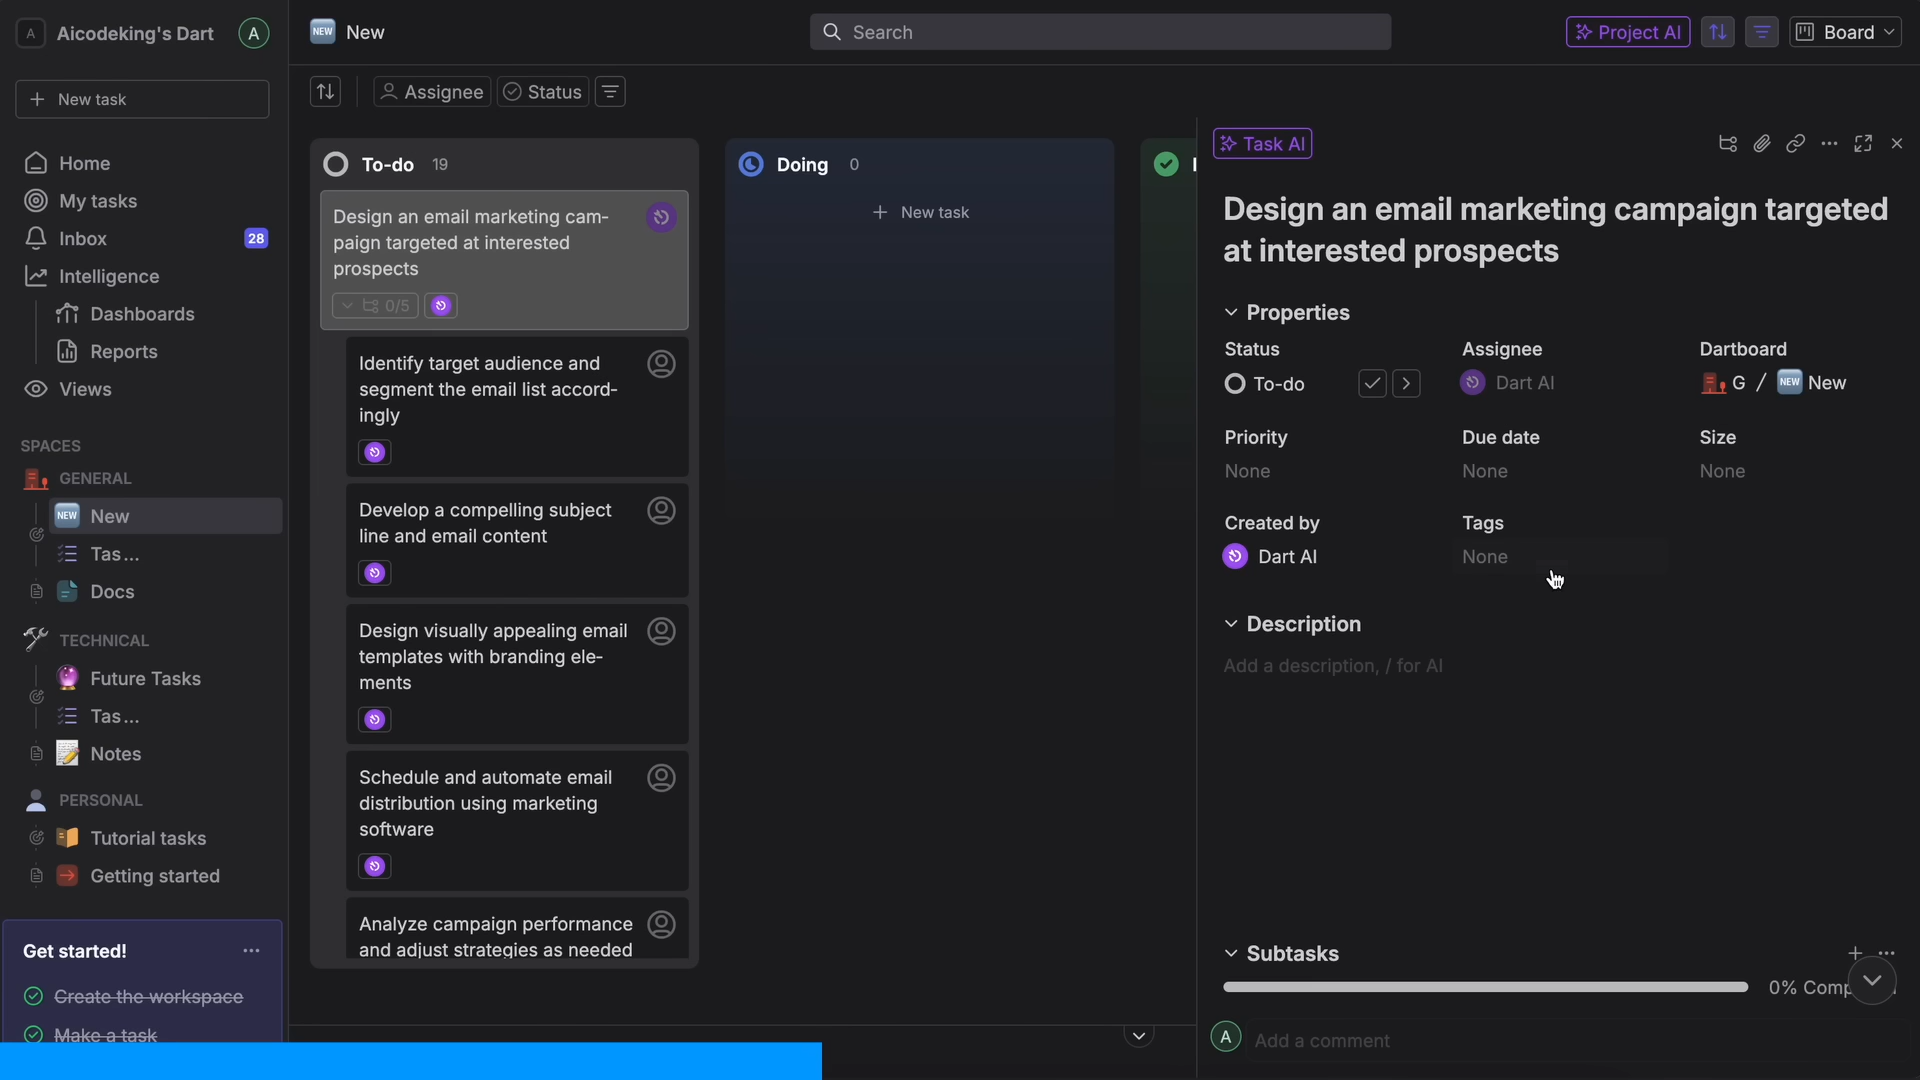 A
Aicodeking's Dart
A
NEW
New
Search
Project AI
Board
New task
Home
My tasks
Inbox
28
Intelligence
Dashboards
Reports
Views
SPACES
GENERAL
NEW
New
Tas...
Docs
TECHNICAL
Future Tasks
Tas...
Notes
PERSONAL
Tutorial tasks
Getting started
Get started!
Create the workspace
Make a task
Assignee
Status
To-do
19
Design an email marketing cam-
paign targeted at interested
prospects
0/5
Identify target audience and
segment the email list accord-
ingly
Develop a compelling subject
line and email content
Design visually appealing email
templates with branding ele-
ments
Schedule and automate email
distribution using marketing
software
Analyze campaign performance
and adjust strategies as needed
Doing
0
New task
Task AI
Design an email marketing campaign targeted
at interested prospects
Properties
Status
Assignee
Dartboard
To-do
Dart AI
G / NEW New
Priority
Due date
Size
None
None
None
Created by
Tags
Dart AI
None
Description
Add a description, / for AI
Subtasks
0%
A
Add a comment